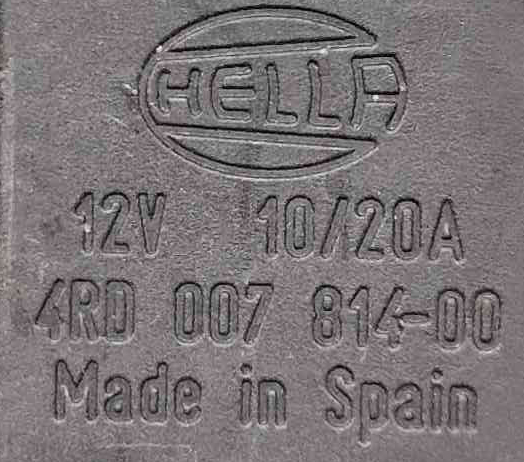 HELLA
12V 10/20A
4RD 007 814-00
Made in Spain